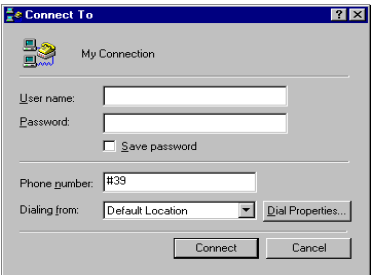 Connect To
My Connection
User name:
Password:
Save password
Phone number: #39
Dialing from: Default Location Dial Properties...
Connect Cancel